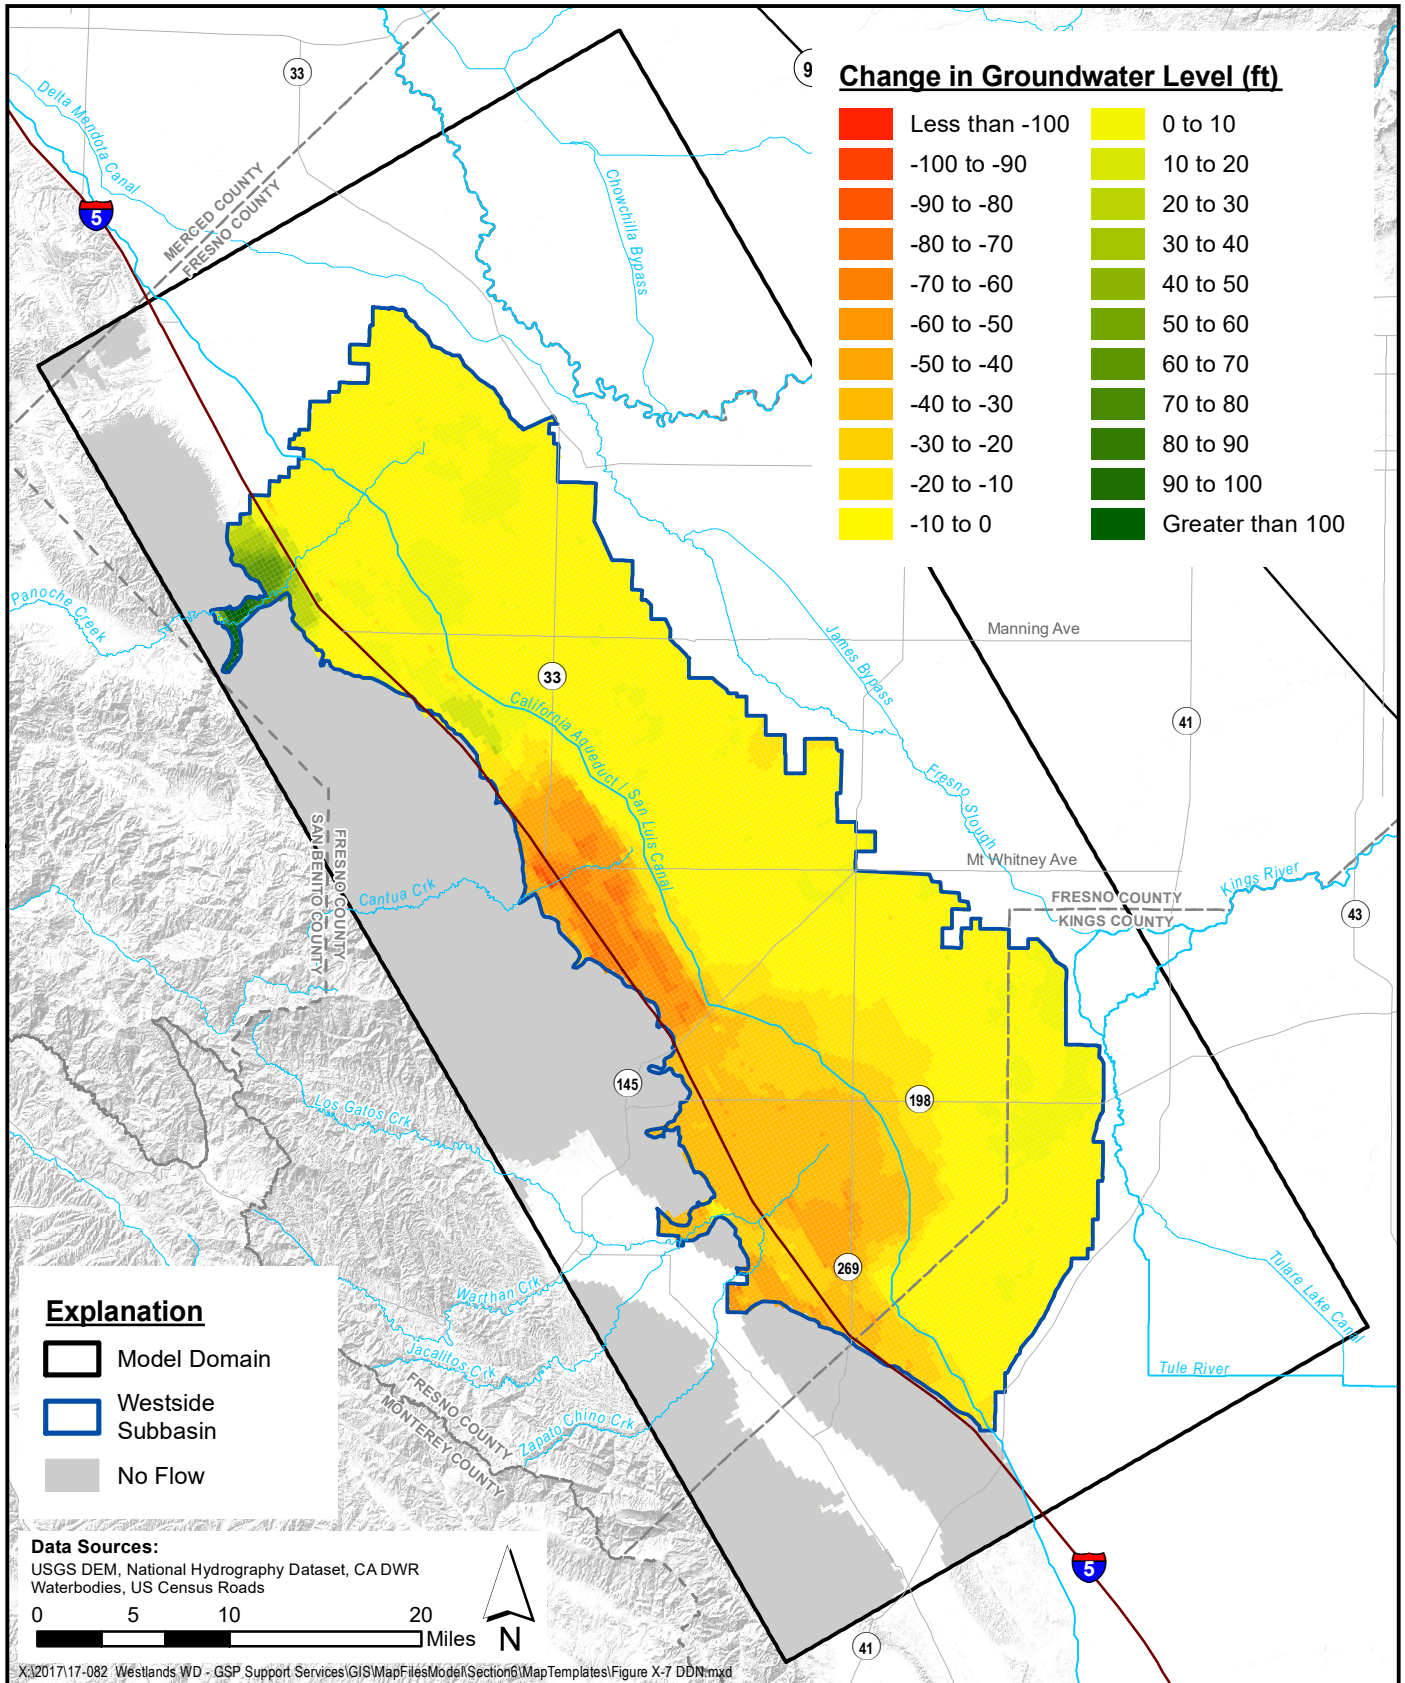 33
9
Change in Groundwater Level (ft)
Less than -100
-100 to -90
-90 to -80
-80 to -70
-70 to -60
-60 to -50
-50 to -40
-40 to -30
-30 to -20
-20 to -10
-10 to 0
0 to 10
10 to 20
20 to 30
30 to 40
40 to 50
50 to 60
60 to 70
70 to 80
80 to 90
90 to 100
Greater than 100
Delta Mendota Canal
MERCED COUNTY
FRESNO COUNTY
5
Chowchilla Bypass
Panoche Creek
James Bypass
Manning Ave
33
41
California Aqueduct / San Luis Canal
Fresno Slough
FRESNO COUNTY
SAN BENITO COUNTY
Cantua Crk
Mt Whitney Ave
Kings River
FRESNO COUNTY
KINGS COUNTY
43
145
198
Los Gatos Crk
269
Warthan Crk
Jacalitos Crk
Zapato Chino Crk
FRESNO COUNTY
MONTEREY COUNTY
Tulare Lake Canal
Tule River
5
41
Explanation
Model Domain
Westside
Subbasin
No Flow
Data Sources:
USGS DEM, National Hydrography Dataset, CA DWR
Waterbodies, US Census Roads
0 5 10 20
Miles
N
X:\2017\17-082 Westlands WD - GSP Support Services\GIS\MapFilesModel\Section6\MapTemplates\Figure X-7 DDN.mxd